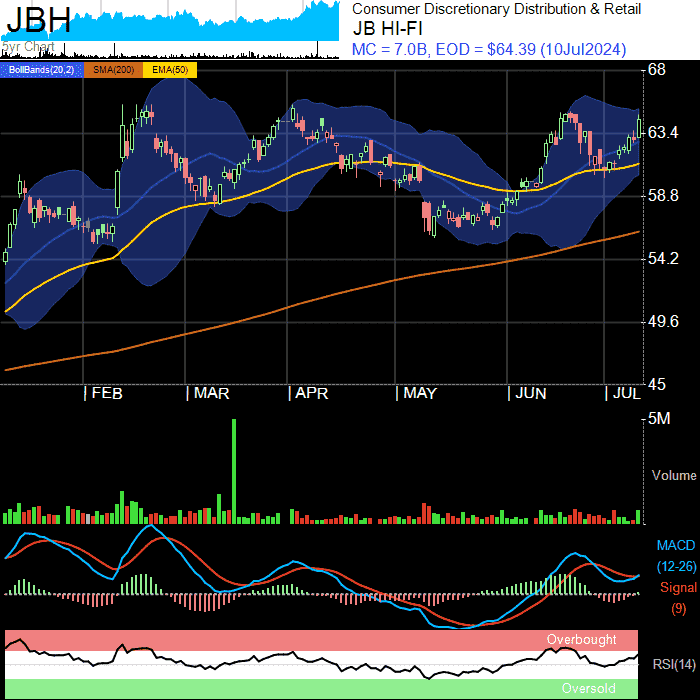 JBH
5yr Chart
Consumer Discretionary Distribution & Retail
JB HI-FI
MC = 7.0B, EOD = $64.39 (10Jul2024)
BollBands(20,2) SMA(200) EMA(50)
68
63.4
58.8
54.2
49.6
45
FEB MAR APR MAY JUN JUL
5M
Volume
MACD
(12-26)
Signal
(9)
Overbought
RSI(14)
Oversold